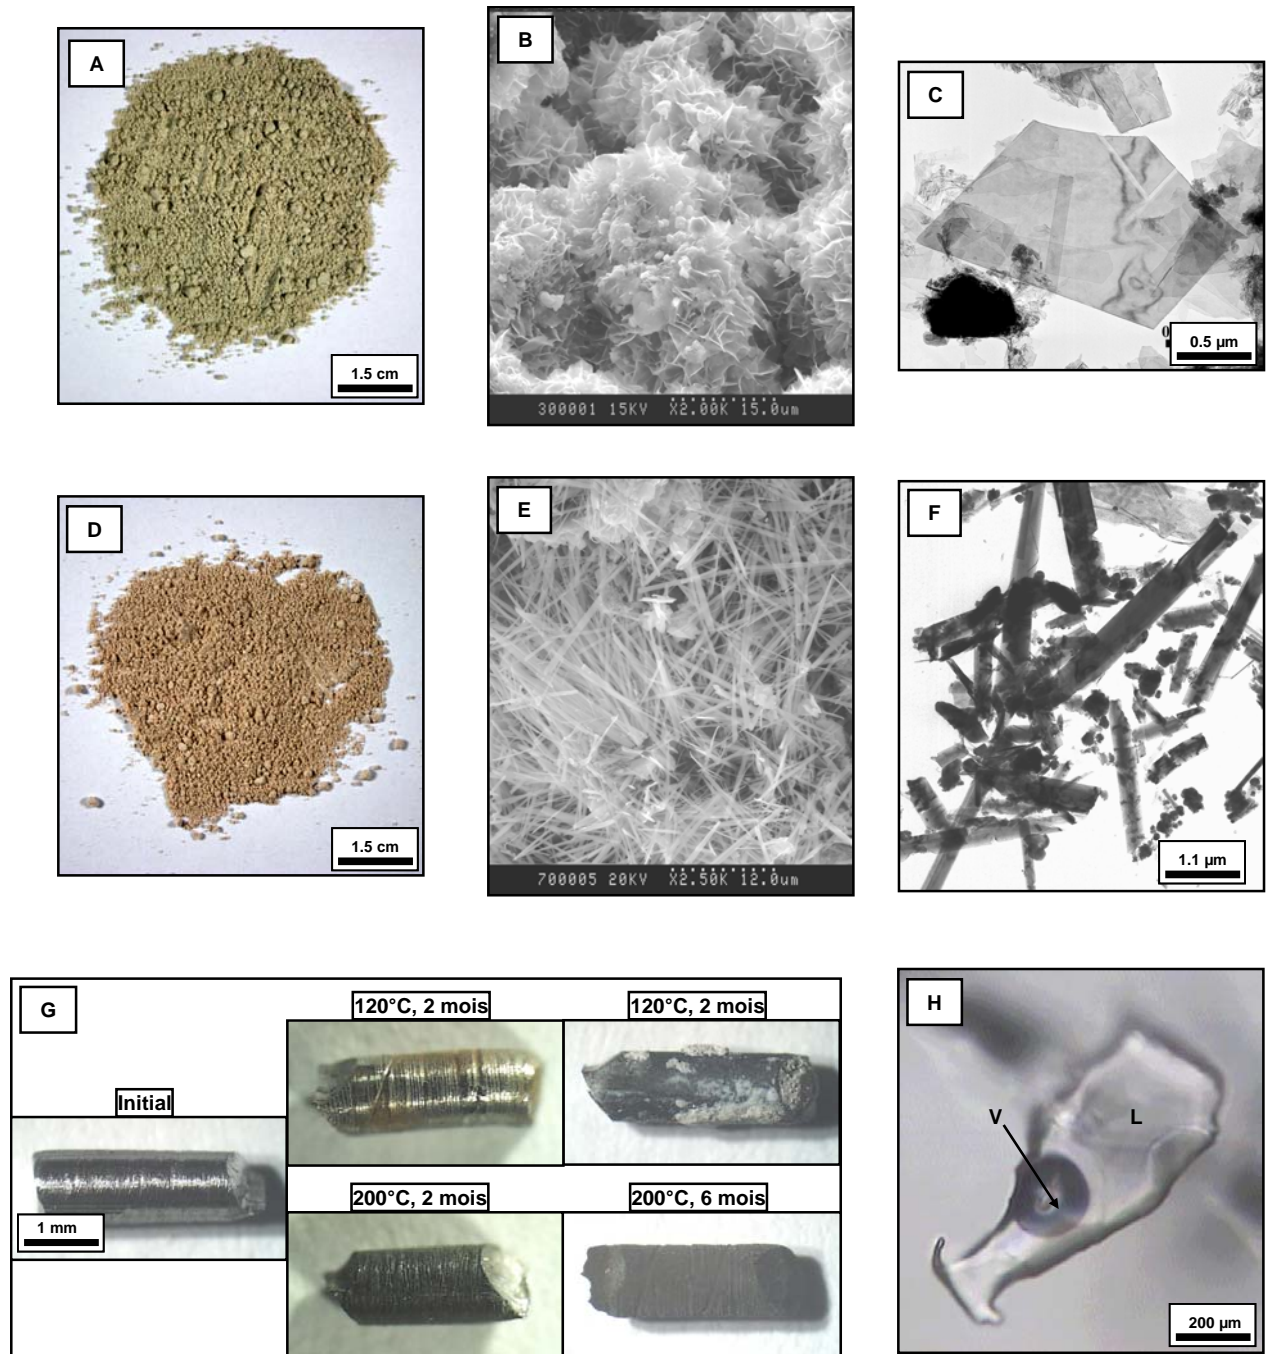 A
1.5 cm
B
300001 15KV X2.00K 15.0um
C
0.5 µm
D
1.5 cm
E
700005 20KV X2.50K 12.0um
F
1.1 µm
G
Initial
1 mm
120°C, 2 mois
120°C, 2 mois
200°C, 2 mois
200°C, 6 mois
H
V
L
200 µm